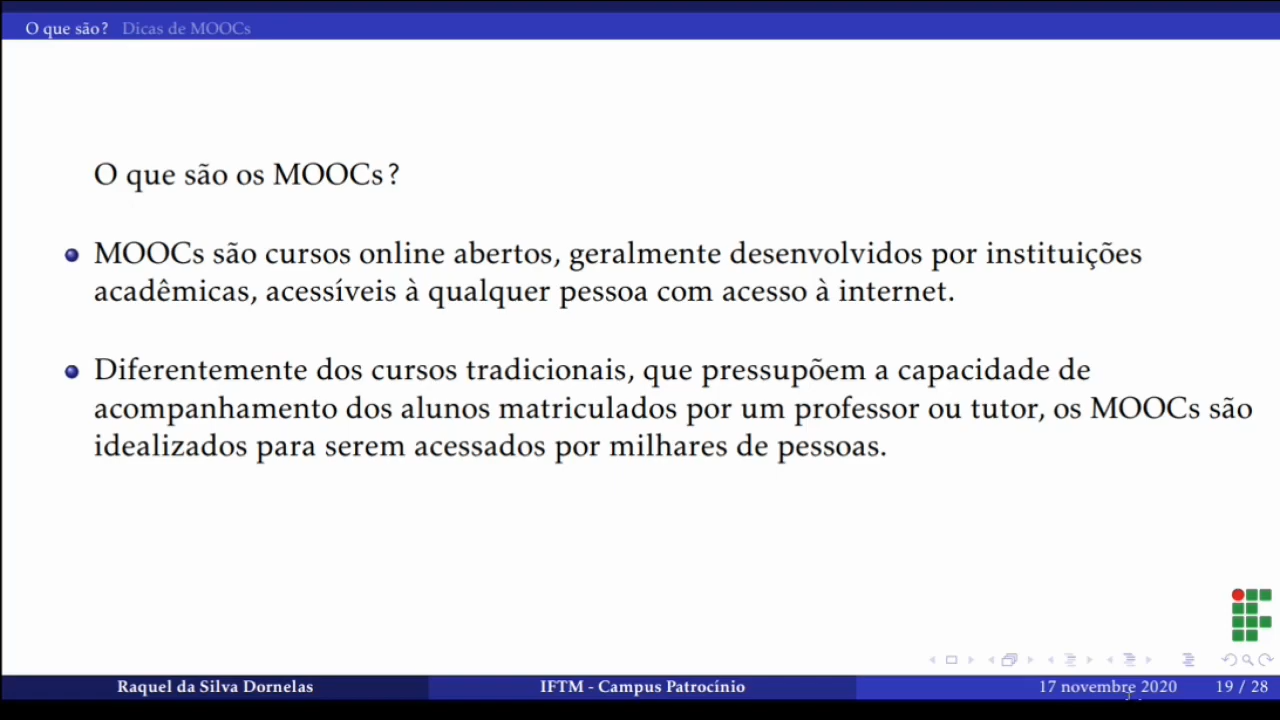 O que são? Dicas de MOOCs
O que são os MOOCs?
MOOCs são cursos online abertos, geralmente desenvolvidos por instituições
acadêmicas, acessíveis à qualquer pessoa com acesso à internet.
Diferentemente dos cursos tradicionais, que pressupõem a capacidade de
acompanhamento dos alunos matriculados por um professor ou tutor, os MOOCs são
idealizados para serem acessados por milhares de pessoas.
Raquel da Silva Dornelas IFTM - Campus Patrocínio 17 novembre 2020 19 / 28